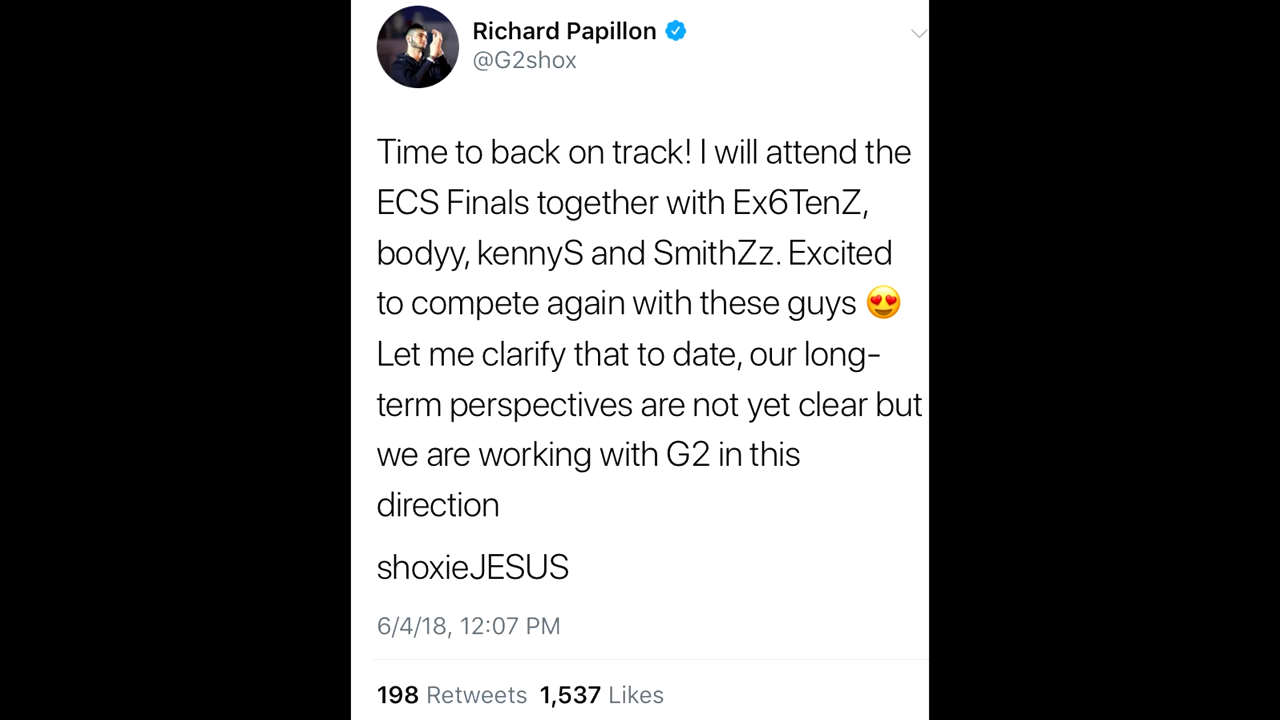 Richard Papillon
@G2shox
Time to back on track! I will attend the
ECS Finals together with Ex6TenZ,
bodyy, kennyS and SmithZz. Excited
to compete again with these guys 😍
Let me clarify that to date, our long-
term perspectives are not yet clear but
we are working with G2 in this
direction
shoxieJESUS
6/4/18, 12:07 PM
198 Retweets 1,537 Likes